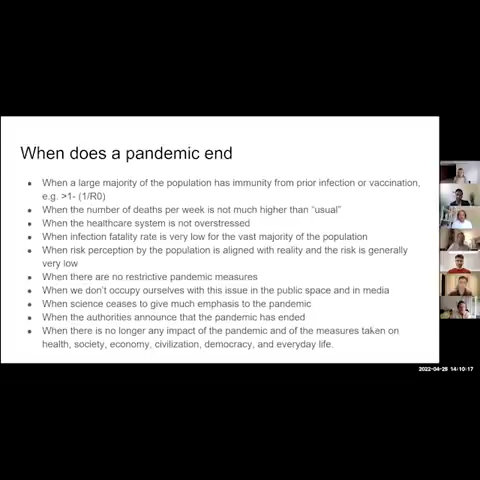 When does a pandemic end
When a large majority of the population has immunity from prior infection or vaccination,
e.g. >1- (1/R0)
When the number of deaths per week is not much higher than “usual”
When the healthcare system is not overstressed
When infection fatality rate is very low for the vast majority of the population
When risk perception by the population is aligned with reality and the risk is generally
very low
When there are no restrictive pandemic measures
When we don't occupy ourselves with this issue in the public space and in media
When science ceases to give much emphasis to the pandemic
When the authorities announce that the pandemic has ended
When there is no longer any impact of the pandemic and of the measures taken on
health, society, economy, civilization, democracy, and everyday life.
2022-04-28 14:10:17